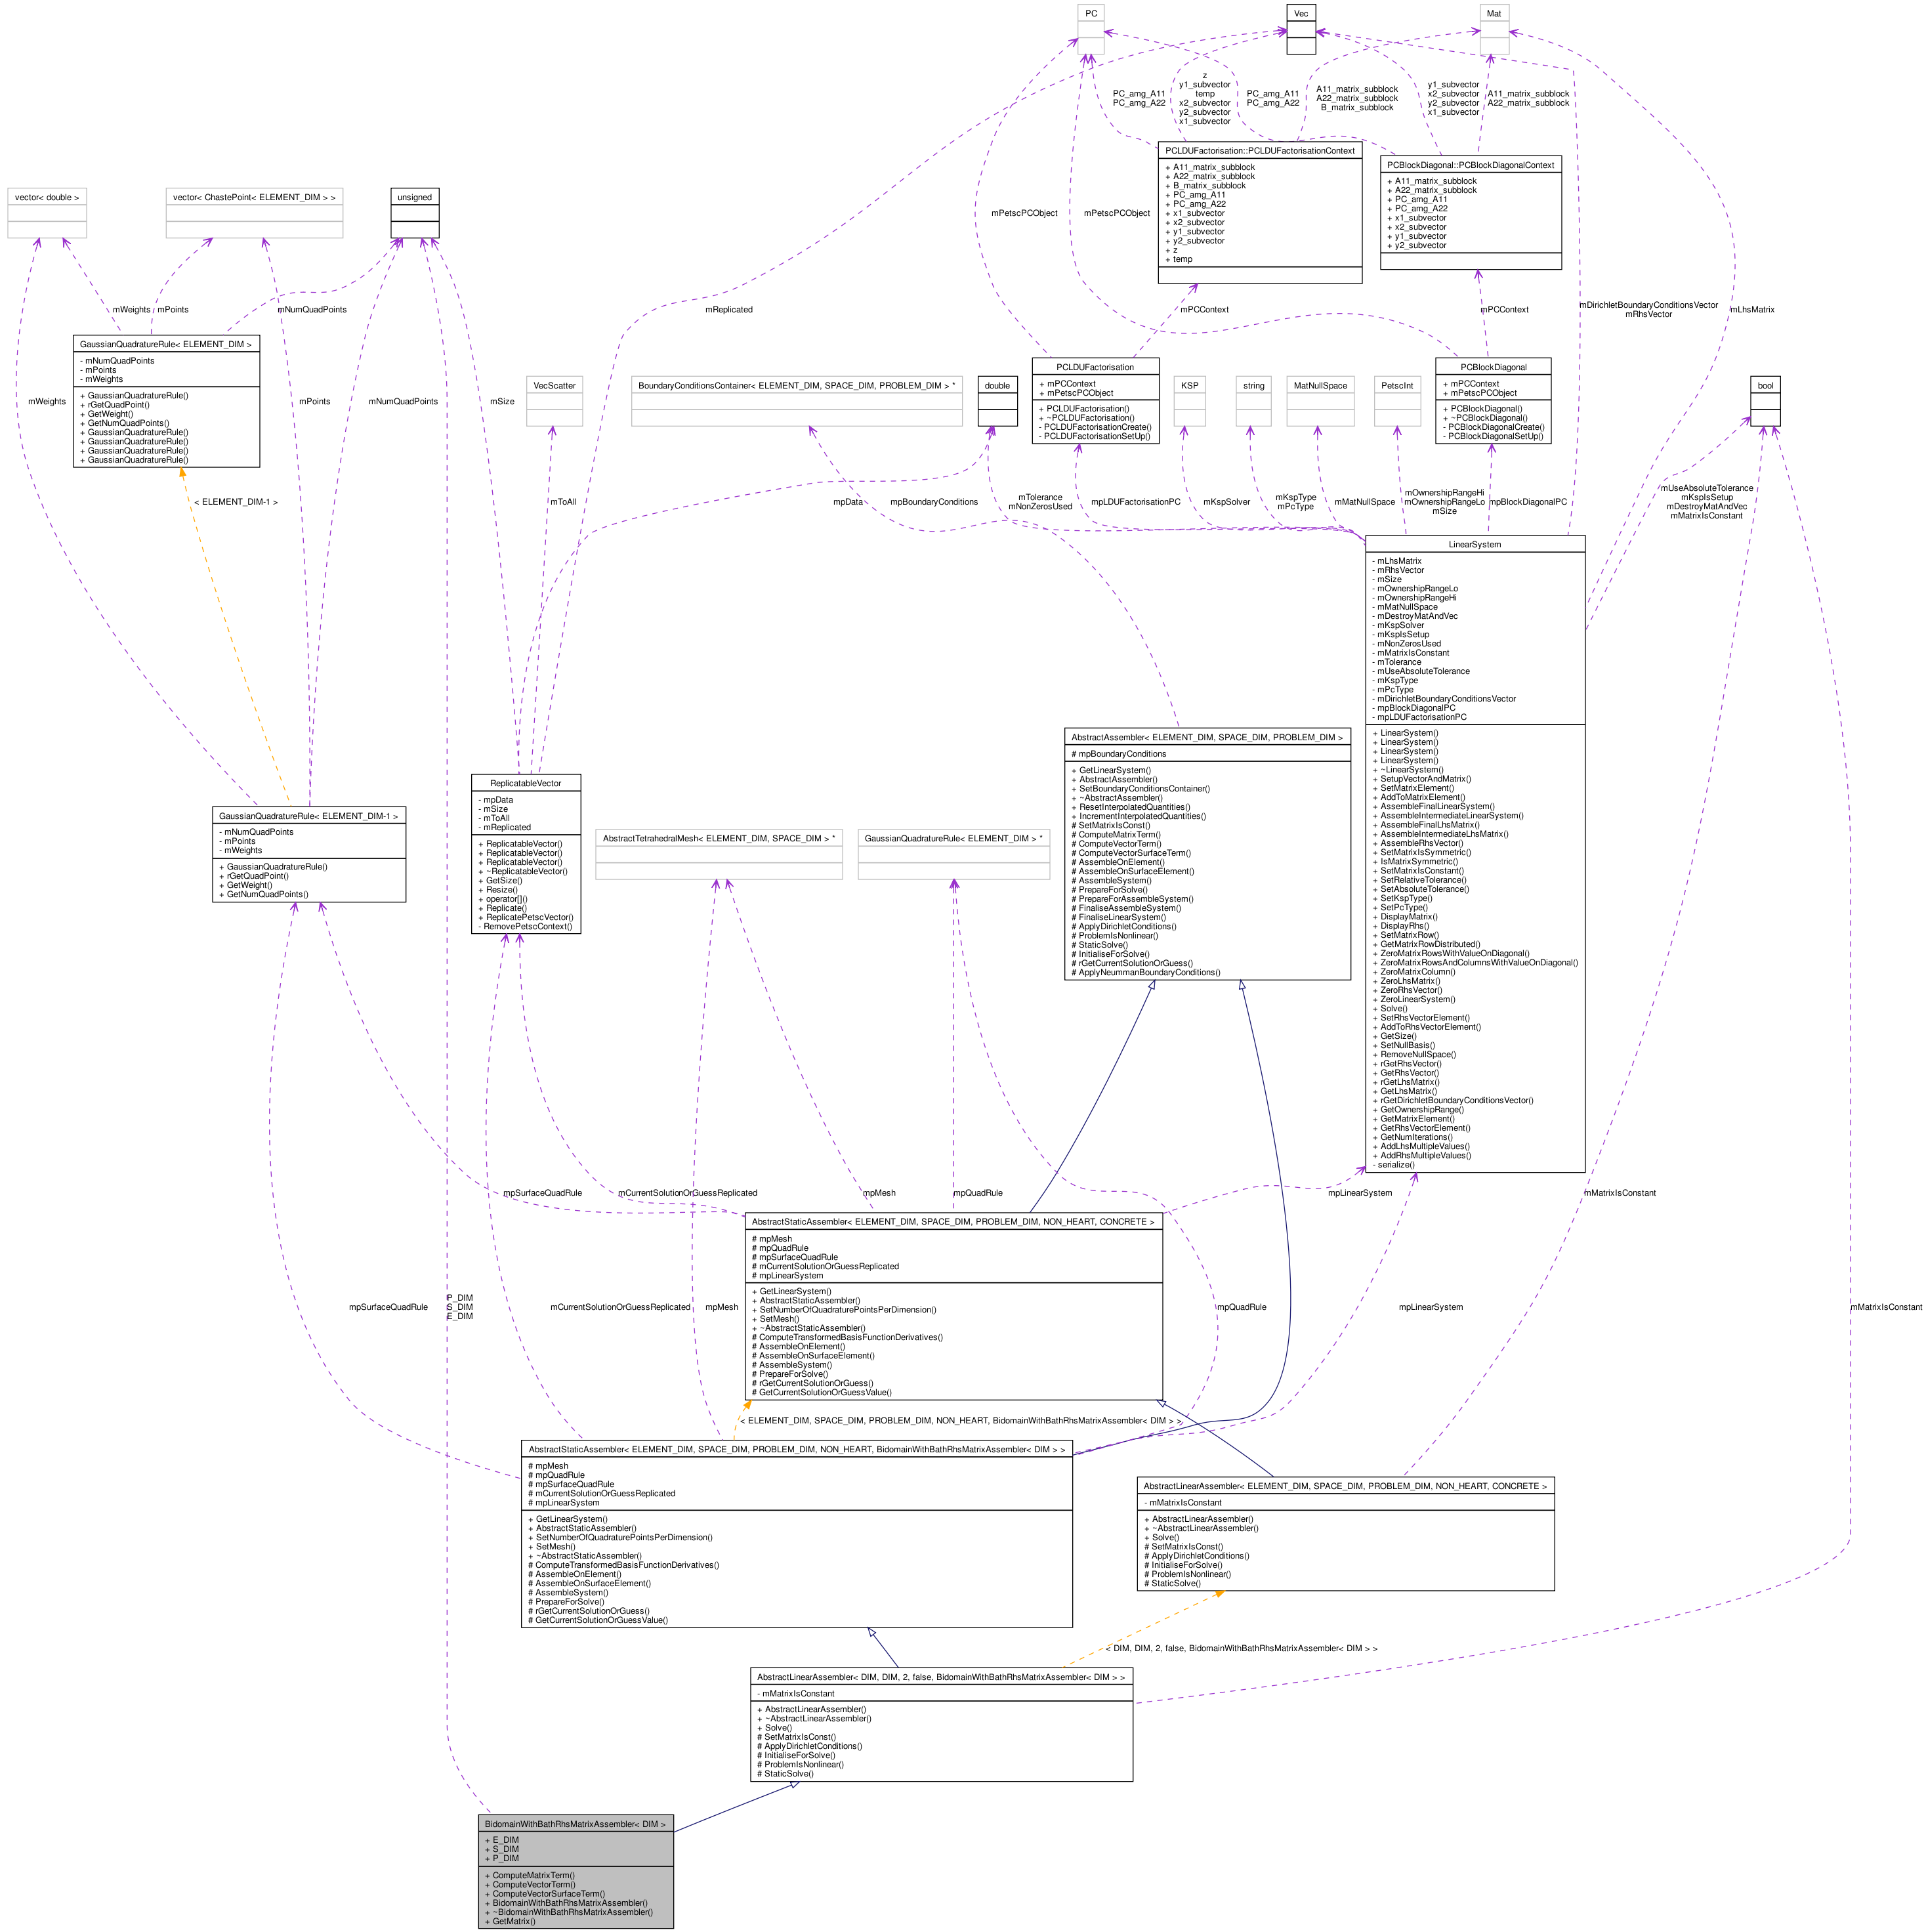 PC
Vec
Mat
z
y1_subvector
temp
x2_subvector
y2_subvector
x1_subvector
PC_amg_A11
PC_amg_A22
PC_amg_A11
PC_amg_A22
A11_matrix_subblock
A22_matrix_subblock
B_matrix_subblock
y1_subvector
x2_subvector
y2_subvector
x1_subvector
A11_matrix_subblock
A22_matrix_subblock
PCLDUFactorisation::PCLDUFactorisationContext
+ A11_matrix_subblock
+ A22_matrix_subblock
+ B_matrix_subblock
+ PC_amg_A11
+ PC_amg_A22
+ x1_subvector
+ x2_subvector
+ y1_subvector
+ y2_subvector
+ z
+ temp
PCBlockDiagonal::PCBlockDiagonalContext
+ A11_matrix_subblock
+ A22_matrix_subblock
+ PC_amg_A11
+ PC_amg_A22
+ x1_subvector
+ x2_subvector
+ y1_subvector
+ y2_subvector
vector< double >
vector< ChastePoint< ELEMENT_DIM > >
unsigned
mPetscPCObject
mPetscPCObject
mWeights
mPoints
mNumQuadPoints
mReplicated
mPCContext
mPCContext
mDirichletBoundaryConditionsVector
mRhsVector
mLhsMatrix
GaussianQuadratureRule< ELEMENT_DIM >
- mNumQuadPoints
- mPoints
- mWeights
+ GaussianQuadratureRule()
+ rGetQuadPoint()
+ GetWeight()
+ GetNumQuadPoints()
+ GaussianQuadratureRule()
+ GaussianQuadratureRule()
+ GaussianQuadratureRule()
+ GaussianQuadratureRule()
mWeights
mPoints
mNumQuadPoints
mSize
VecScatter
BoundaryConditionsContainer< ELEMENT_DIM, SPACE_DIM, PROBLEM_DIM > *
double
PCLDUFactorisation
+ mPCContext
+ mPetscPCObject
+ PCLDUFactorisation()
+ ~PCLDUFactorisation()
- PCLDUFactorisationCreate()
- PCLDUFactorisationSetUp()
KSP
string
MatNullSpace
PetscInt
PCBlockDiagonal
+ mPCContext
+ mPetscPCObject
+ PCBlockDiagonal()
+ ~PCBlockDiagonal()
- PCBlockDiagonalCreate()
- PCBlockDiagonalSetUp()
bool
< ELEMENT_DIM-1 >
mToAll
mpData
mpBoundaryConditions
mTolerance
mNonZerosUsed
mpLDUFactorisationPC
mKspSolver
mKspType
mPcType
mMatNullSpace
mOwnershipRangeHi
mOwnershipRangeLo
mSize
mpBlockDiagonalPC
mUseAbsoluteTolerance
mKspIsSetup
mDestroyMatAndVec
mMatrixIsConstant
LinearSystem
- mLhsMatrix
- mRhsVector
- mSize
- mOwnershipRangeLo
- mOwnershipRangeHi
- mMatNullSpace
- mDestroyMatAndVec
- mKspSolver
- mKspIsSetup
- mNonZerosUsed
- mMatrixIsConstant
- mTolerance
- mUseAbsoluteTolerance
- mKspType
- mPcType
- mDirichletBoundaryConditionsVector
- mpBlockDiagonalPC
- mpLDUFactorisationPC
+ LinearSystem()
+ LinearSystem()
+ LinearSystem()
+ LinearSystem()
+ ~LinearSystem()
+ SetupVectorAndMatrix()
+ SetMatrixElement()
+ AddToMatrixElement()
+ AssembleFinalLinearSystem()
+ AssembleIntermediateLinearSystem()
+ AssembleFinalLhsMatrix()
+ AssembleIntermediateLhsMatrix()
+ AssembleRhsVector()
+ SetMatrixIsSymmetric()
+ IsMatrixSymmetric()
+ SetMatrixIsConstant()
+ SetRelativeTolerance()
+ SetAbsoluteTolerance()
+ SetKspType()
+ SetPcType()
+ DisplayMatrix()
+ DisplayRhs()
+ SetMatrixRow()
+ GetMatrixRowDistributed()
+ ZeroMatrixRowsWithValueOnDiagonal()
+ ZeroMatrixRowsAndColumnsWithValueOnDiagonal()
+ ZeroMatrixColumn()
+ ZeroLhsMatrix()
+ ZeroRhsVector()
+ ZeroLinearSystem()
+ Solve()
+ SetRhsVectorElement()
+ AddToRhsVectorElement()
+ GetSize()
+ SetNullBasis()
+ RemoveNullSpace()
+ rGetRhsVector()
+ GetRhsVector()
+ rGetLhsMatrix()
+ GetLhsMatrix()
+ rGetDirichletBoundaryConditionsVector()
+ GetOwnershipRange()
+ GetMatrixElement()
+ GetRhsVectorElement()
+ GetNumIterations()
+ AddLhsMultipleValues()
+ AddRhsMultipleValues()
- serialize()
AbstractAssembler< ELEMENT_DIM, SPACE_DIM, PROBLEM_DIM >
# mpBoundaryConditions
+ GetLinearSystem()
+ AbstractAssembler()
+ SetBoundaryConditionsContainer()
+ ~AbstractAssembler()
+ ResetInterpolatedQuantities()
+ IncrementInterpolatedQuantities()
# SetMatrixIsConst()
# ComputeMatrixTerm()
# ComputeVectorTerm()
# ComputeVectorSurfaceTerm()
# AssembleOnElement()
# AssembleOnSurfaceElement()
# AssembleSystem()
# PrepareForSolve()
# PrepareForAssembleSystem()
# FinaliseAssembleSystem()
# FinaliseLinearSystem()
# ApplyDirichletConditions()
# ProblemIsNonlinear()
# StaticSolve()
# InitialiseForSolve()
# rGetCurrentSolutionOrGuess()
# ApplyNeummanBoundaryConditions()
GaussianQuadratureRule< ELEMENT_DIM-1 >
- mNumQuadPoints
- mPoints
- mWeights
+ GaussianQuadratureRule()
+ rGetQuadPoint()
+ GetWeight()
+ GetNumQuadPoints()
ReplicatableVector
- mpData
- mSize
- mToAll
- mReplicated
+ ReplicatableVector()
+ ReplicatableVector()
+ ReplicatableVector()
+ ~ReplicatableVector()
+ GetSize()
+ Resize()
+ operator[]()
+ Replicate()
+ ReplicatePetscVector()
- RemovePetscContext()
AbstractTetrahedralMesh< ELEMENT_DIM, SPACE_DIM > *
GaussianQuadratureRule< ELEMENT_DIM > *
mpSurfaceQuadRule
mCurrentSolutionOrGuessReplicated
mpMesh
mpQuadRule
mpLinearSystem
mMatrixIsConstant
AbstractStaticAssembler< ELEMENT_DIM, SPACE_DIM, PROBLEM_DIM, NON_HEART, CONCRETE >
# mpMesh
# mpQuadRule
# mpSurfaceQuadRule
# mCurrentSolutionOrGuessReplicated
# mpLinearSystem
+ GetLinearSystem()
+ AbstractStaticAssembler()
+ SetNumberOfQuadraturePointsPerDimension()
+ SetMesh()
+ ~AbstractStaticAssembler()
# ComputeTransformedBasisFunctionDerivatives()
# AssembleOnElement()
# AssembleOnSurfaceElement()
# AssembleSystem()
# PrepareForSolve()
# rGetCurrentSolutionOrGuess()
# GetCurrentSolutionOrGuessValue()
mpSurfaceQuadRule
P_DIM
S_DIM
E_DIM
mCurrentSolutionOrGuessReplicated
mpMesh
mpQuadRule
mpLinearSystem
mMatrixIsConstant
< ELEMENT_DIM, SPACE_DIM, PROBLEM_DIM, NON_HEART, BidomainWithBathRhsMatrixAssembler< DIM > >
AbstractStaticAssembler< ELEMENT_DIM, SPACE_DIM, PROBLEM_DIM, NON_HEART, BidomainWithBathRhsMatrixAssembler< DIM > >
# mpMesh
# mpQuadRule
# mpSurfaceQuadRule
# mCurrentSolutionOrGuessReplicated
# mpLinearSystem
+ GetLinearSystem()
+ AbstractStaticAssembler()
+ SetNumberOfQuadraturePointsPerDimension()
+ SetMesh()
+ ~AbstractStaticAssembler()
# ComputeTransformedBasisFunctionDerivatives()
# AssembleOnElement()
# AssembleOnSurfaceElement()
# AssembleSystem()
# PrepareForSolve()
# rGetCurrentSolutionOrGuess()
# GetCurrentSolutionOrGuessValue()
AbstractLinearAssembler< ELEMENT_DIM, SPACE_DIM, PROBLEM_DIM, NON_HEART, CONCRETE >
- mMatrixIsConstant
+ AbstractLinearAssembler()
+ ~AbstractLinearAssembler()
+ Solve()
# SetMatrixIsConst()
# ApplyDirichletConditions()
# InitialiseForSolve()
# ProblemIsNonlinear()
# StaticSolve()
< DIM, DIM, 2, false, BidomainWithBathRhsMatrixAssembler< DIM > >
AbstractLinearAssembler< DIM, DIM, 2, false, BidomainWithBathRhsMatrixAssembler< DIM > >
- mMatrixIsConstant
+ AbstractLinearAssembler()
+ ~AbstractLinearAssembler()
+ Solve()
# SetMatrixIsConst()
# ApplyDirichletConditions()
# InitialiseForSolve()
# ProblemIsNonlinear()
# StaticSolve()
BidomainWithBathRhsMatrixAssembler< DIM >
+ E_DIM
+ S_DIM
+ P_DIM
+ ComputeMatrixTerm()
+ ComputeVectorTerm()
+ ComputeVectorSurfaceTerm()
+ BidomainWithBathRhsMatrixAssembler()
+ ~BidomainWithBathRhsMatrixAssembler()
+ GetMatrix()